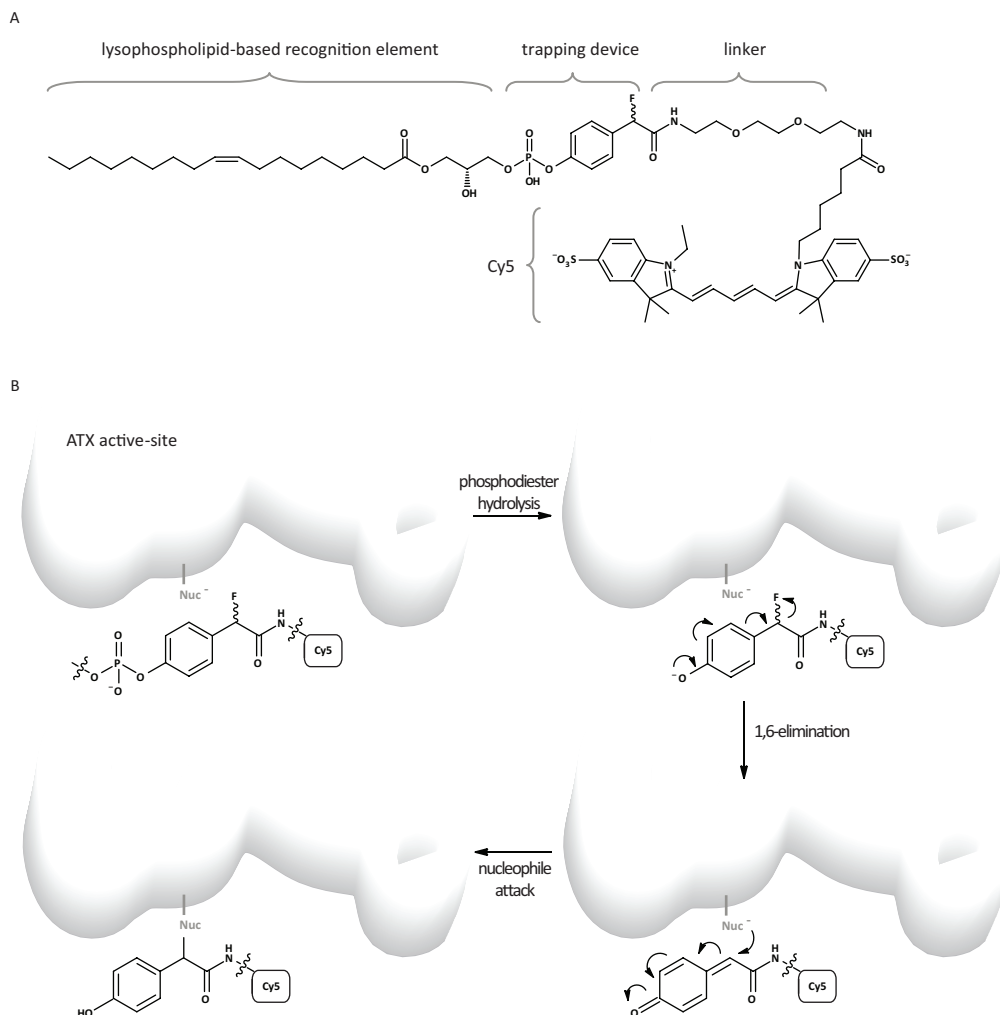 A
lysophospholipid-based recognition element
trapping device
linker
F
H
N
O
O
NH
O
O
O
O
P
O
OH
O
O
OH
Cy5
⁻O₃S
N
+
N
SO₃⁻
B
ATX active-site
phosphodiester
hydrolysis
Nuc⁻
F
H
N
O
Cy5
O
P
O
O
⁻O
Nuc⁻
F
H
N
O
Cy5
⁻O
1,6-elimination
nucleophile
attack
Nuc
H
N
O
Cy5
HO
Nuc⁻
H
N
O
Cy5
O